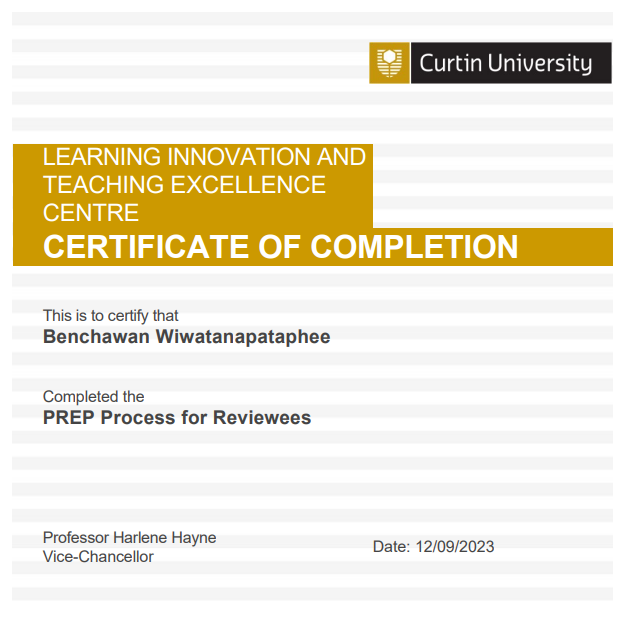 Curtin University
LEARNING INNOVATION AND
TEACHING EXCELLENCE
CENTRE
CERTIFICATE OF COMPLETION
This is to certify that
Benchawan Wiwatanapataphee
Completed the
PREP Process for Reviewees
Professor Harlene Hayne
Vice-Chancellor
Date: 12/09/2023